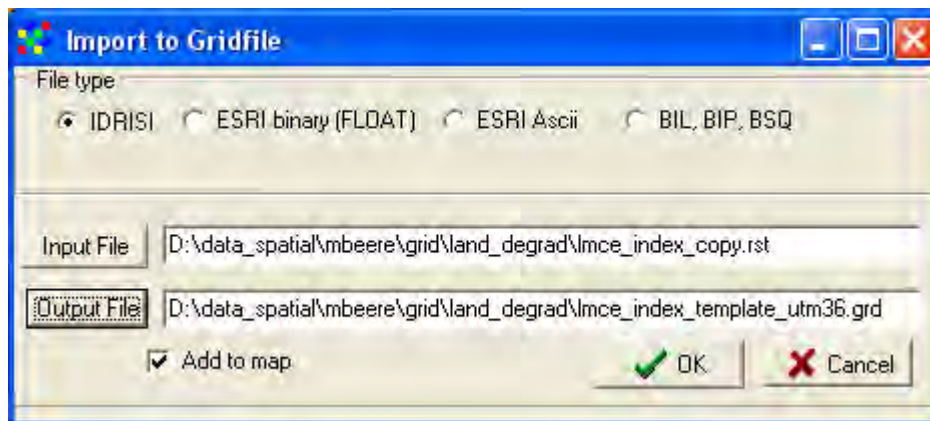 Import to Gridfile
File type
IDRISI ESRI binary (FLOAT) ESRI Ascii BIL, BIP, BSQ
Input File D:\data_spatial\mbeere\grid\land_degrad\lmce_index_copy.rst
Output File D:\data_spatial\mbeere\grid\land_degrad\lmce_index_template_utm36.grd
Add to map OK Cancel